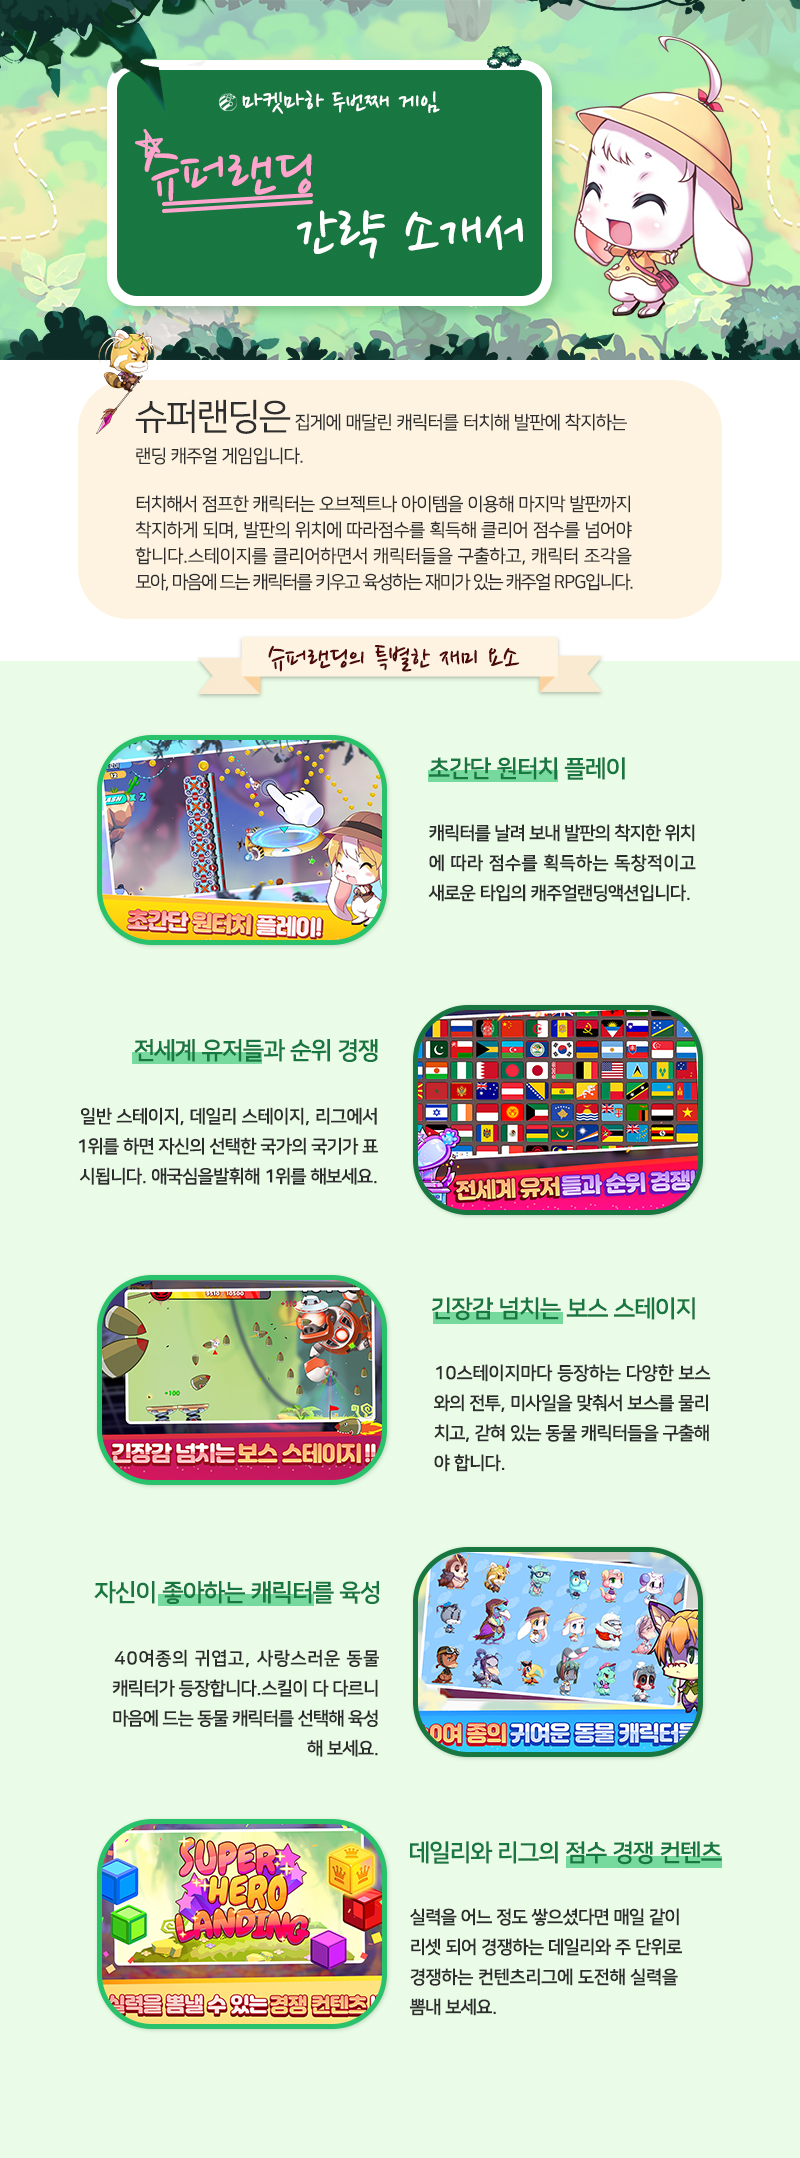 마켓마하 두번째 게임
슈퍼랜딩
간략 소개서
슈퍼랜딩은 집게에 매달린 캐릭터를 터치해 발판에 착지하는
랜딩 캐주얼 게임입니다.
터치해서 점프한 캐릭터는 오브젝트나 아이템을 이용해 마지막 발판까지
착지하게 되며, 발판의 위치에 따라점수를 획득해 클리어 점수를 넘어야
합니다.스테이지를 클리어하면서 캐릭터들을 구출하고, 캐릭터 조각을
모아, 마음에 드는 캐릭터를 키우고 육성하는 재미가 있는 캐주얼 RPG입니다.
슈퍼랜딩의 특별한 재미 요소
x 2
초간단 원터치 플레이!
초간단 원터치 플레이
캐릭터를 날려 보내 발판의 착지한 위치
에 따라 점수를 획득하는 독창적이고
새로운 타입의 캐주얼랜딩액션입니다.
전세계 유저들과 순위 경쟁
일반 스테이지, 데일리 스테이지, 리그에서
1위를 하면 자신의 선택한 국가의 국기가 표
시됩니다. 애국심을발휘해 1위를 해보세요.
전세계 유저들과 순위 경쟁!
3510 10500
+100
긴장감 넘치는 보스 스테이지!!
긴장감 넘치는 보스 스테이지
10스테이지마다 등장하는 다양한 보스
와의 전투, 미사일을 맞춰서 보스를 물리
치고, 갇혀 있는 동물 캐릭터들을 구출해
야 합니다.
자신이 좋아하는 캐릭터를 육성
40여종의 귀엽고, 사랑스러운 동물
캐릭터가 등장합니다.스킬이 다 다르니
마음에 드는 동물 캐릭터를 선택해 육성
해 보세요.
0여 종의 귀여운 동물 캐릭터들
SUPER
HERO
LANDING
실력을 뽐낼 수 있는 경쟁 컨텐츠!
데일리와 리그의 점수 경쟁 컨텐츠
실력을 어느 정도 쌓으셨다면 매일 같이
리셋 되어 경쟁하는 데일리와 주 단위로
경쟁하는 컨텐츠리그에 도전해 실력을
뽐내 보세요.